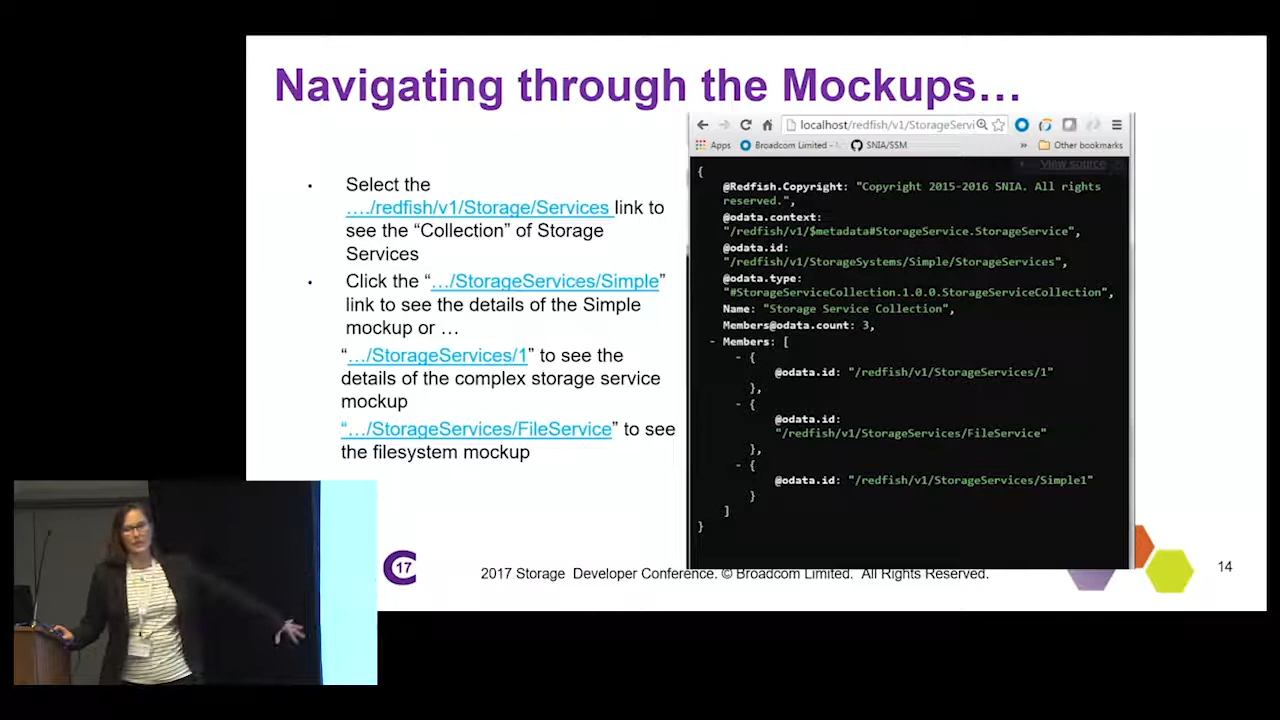 Navigating through the Mockups…
• Select the
…./redfish/v1/Storage/Services link to
see the “Collection” of Storage
Services
• Click the “…/StorageServices/Simple”
link to see the details of the Simple
mockup or …
“…/StorageServices/1” to see the
details of the complex storage service
mockup
“…/StorageServices/FileService” to see
the filesystem mockup
localhost/redfish/v1/StorageServi
Apps Broadcom Limited - SNIA/SSM » Other bookmarks
View source
{
@Redfish.Copyright: "Copyright 2015-2016 SNIA. All rights
reserved.",
@odata.context:
"/redfish/v1/$metadata#StorageService.StorageService",
@odata.id:
"/redfish/v1/StorageSystems/Simple/StorageServices",
@odata.type:
"#StorageServiceCollection.1.0.0.StorageServiceCollection",
Name: "Storage Service Collection",
Members@odata.count: 3,
- Members: [
- {
@odata.id: "/redfish/v1/StorageServices/1"
},
- {
@odata.id:
"/redfish/v1/StorageServices/FileService"
},
- {
@odata.id: "/redfish/v1/StorageServices/Simple1"
}
]
}
17
2017 Storage Developer Conference. © Broadcom Limited. All Rights Reserved.
14